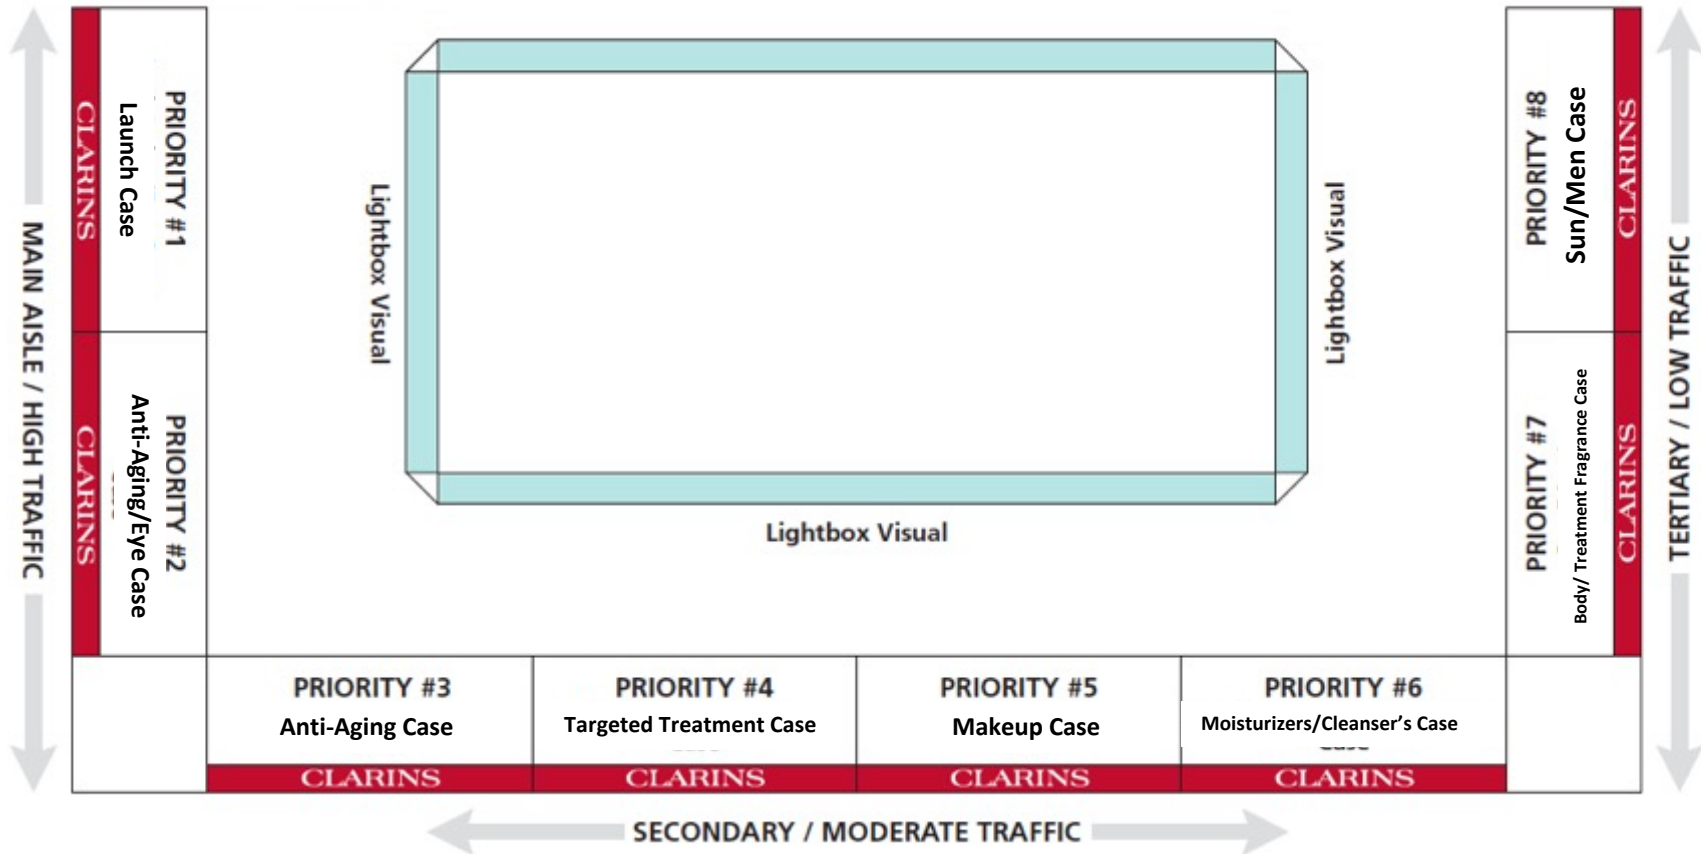 MAIN AISLE / HIGH TRAFFIC
CLARINS
Launch Case
PRIORITY #1
CLARINS
Anti-Aging/Eye Case
PRIORITY #2
Lightbox Visual
Lightbox Visual
Lightbox Visual
PRIORITY #8
Sun/Men Case
CLARINS
PRIORITY #7
Body/ Treatment Fragrance Case
CLARINS
TERTIARY / LOW TRAFFIC
PRIORITY #3
Anti-Aging Case
CLARINS
PRIORITY #4
Targeted Treatment Case
CLARINS
PRIORITY #5
Makeup Case
CLARINS
PRIORITY #6
Moisturizers/Cleanser’s Case
CLARINS
SECONDARY / MODERATE TRAFFIC